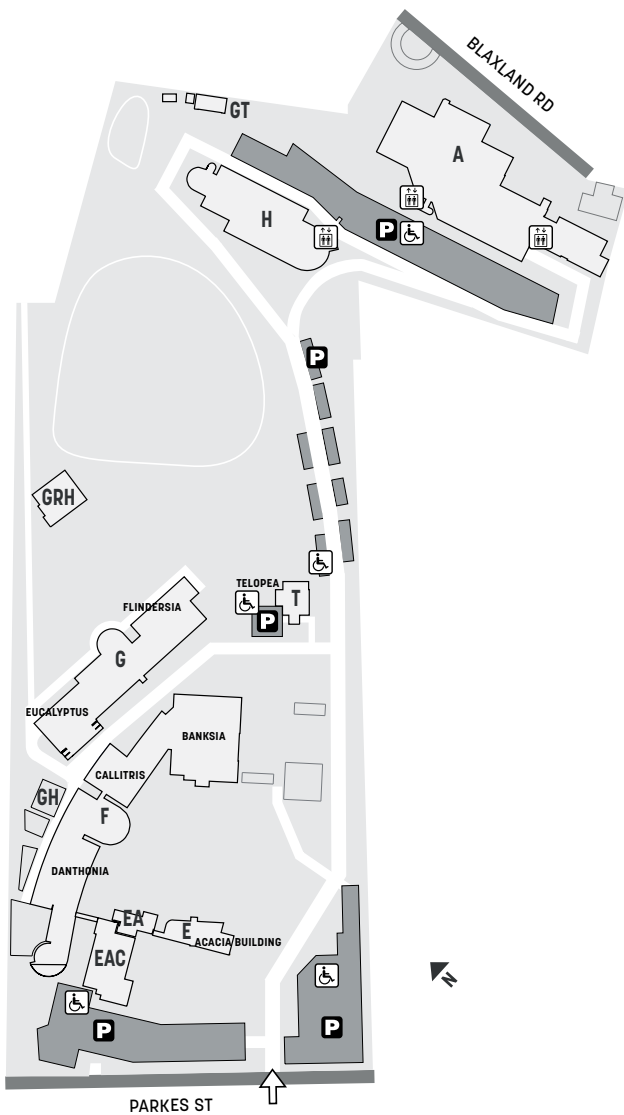 BLAXLAND RD
GT
A
H
P
P
GRH
TELOPEA
FLINDERSIA
T
P
G
EUCALYPTUS
BANKSIA
CALLITRIS
GH
F
DANTHONIA
EA
E
ACACIA BUILDING
EAC
N
P
P
PARKES ST